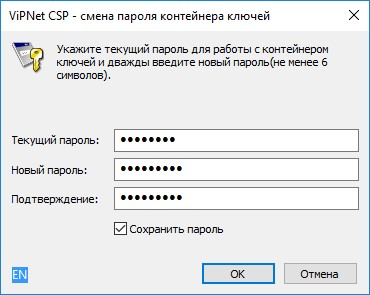 ViPNet CSP - смена пароля контейнера ключей
Укажите текущий пароль для работы с контейнером
ключей и дважды введите новый пароль(не менее 6
символов).
Текущий пароль: ●●●●●●●●
Новый пароль: ●●●●●●●●●
Подтверждение: ●●●●●●●●●
Сохранить пароль
EN OK Отмена